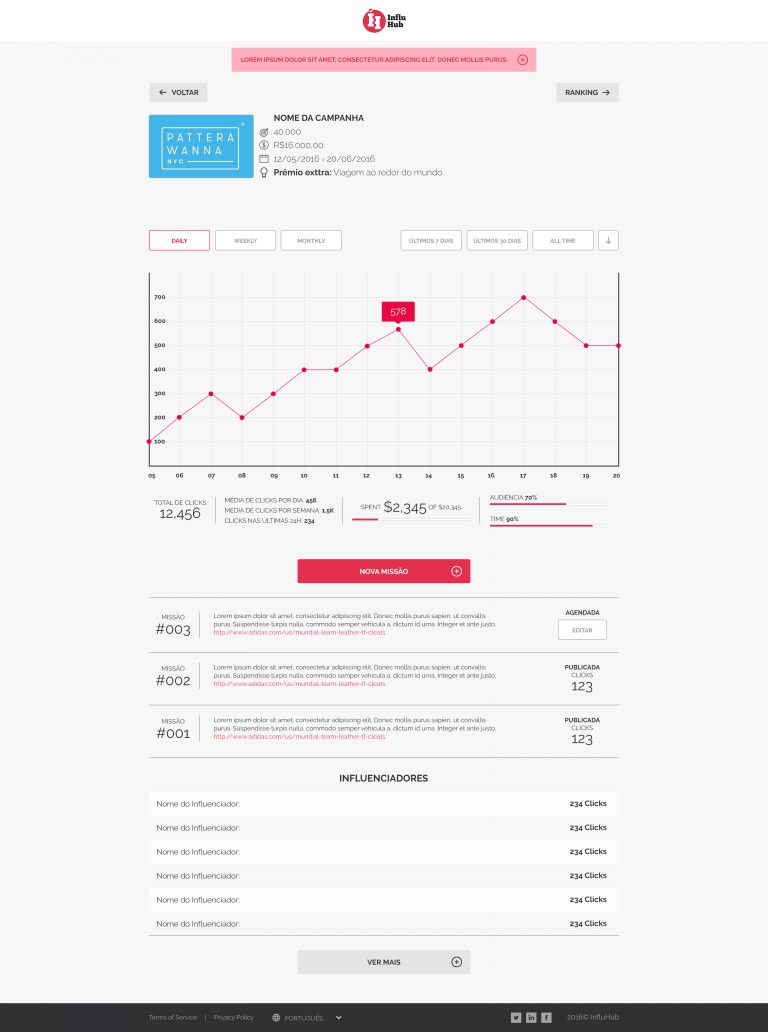 Influ
Hub
LOREM IPSUM DOLOR SIT AMET, CONSECTETUR ADIPISCING ELIT. DONEC MOLLIS PURUS.
VOLTAR
RANKING
PATTERA
WANNA
NYC
NOME DA CAMPANHA
40.000
R$16.000,00
12/05/2016 > 20/06/2016
Prêmio exttra: Viagem ao redor do mundo
DAILY
WEEKLY
MONTHLY
ÚLTIMOS 7 DIAS
ÚLTIMOS 30 DIAS
ALL TIME
700
600
500
400
300
200
100
578
05 06 07 08 09 10 11 12 13 14 15 16 17 18 19 20
TOTAL DE CLICKS
12,456
MÉDIA DE CLICKS POR DIA: 456
MÉDIA DE CLICKS POR SEMANA: 1,5K
CLICKS NAS ÚLTIMAS 24H: 234
SPENT $2,345 OF $20,345
AUDIÊNCIA 70%
TIME 90%
NOVA MISSÃO
MISSÃO
#003
Lorem ipsum dolor sit amet, consectetur adipiscing elit. Donec mollis purus sapien, ut convallis
purus. Suspendisse turpis nulla, commodo semper vehicula a, dictum id urna. Integer et ante justo.
http://www.adidas.com/us/mundial-team-leather-tf-cleats
AGENDADA
EDITAR
MISSÃO
#002
Lorem ipsum dolor sit amet, consectetur adipiscing elit. Donec mollis purus sapien, ut convallis
purus. Suspendisse turpis nulla, commodo semper vehicula a, dictum id urna. Integer et ante justo.
http://www.adidas.com/us/mundial-team-leather-tf-cleats
PUBLICADA
CLICKS
123
MISSÃO
#001
Lorem ipsum dolor sit amet, consectetur adipiscing elit. Donec mollis purus sapien, ut convallis
purus. Suspendisse turpis nulla, commodo semper vehicula a, dictum id urna. Integer et ante justo.
http://www.adidas.com/us/mundial-team-leather-tf-cleats
PUBLICADA
CLICKS
123
INFLUENCIADORES
Nome do Influenciador: 234 Clicks
Nome do Influenciador: 234 Clicks
Nome do Influenciador: 234 Clicks
Nome do Influenciador: 234 Clicks
Nome do Influenciador: 234 Clicks
Nome do Influenciador: 234 Clicks
VER MAIS
Terms of Service | Privacy Policy PORTUGUÊS 2016© InfluHub